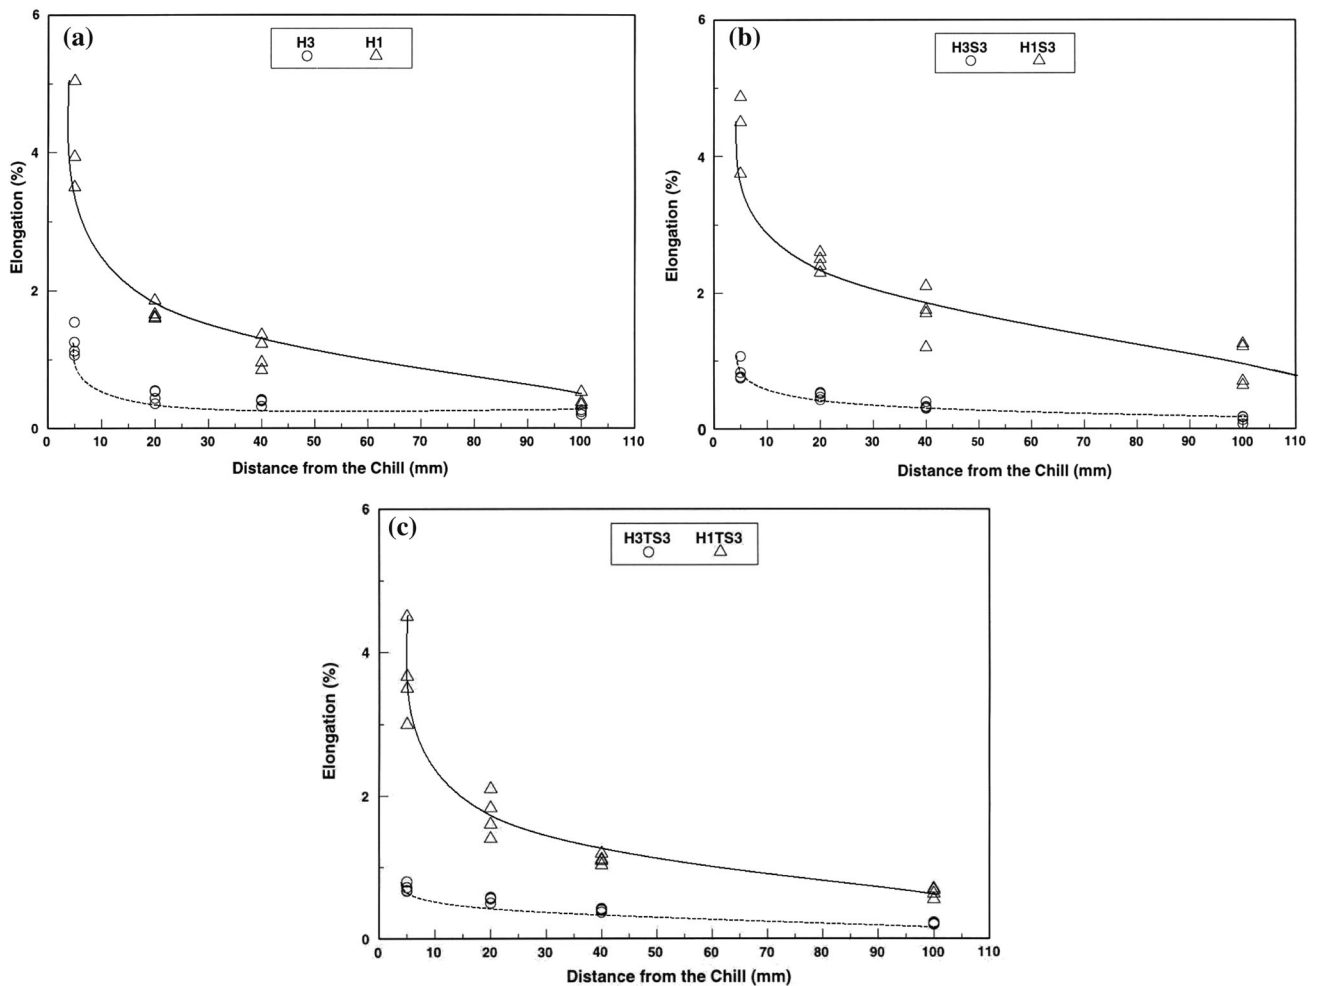 (a)
H3 H1
6
4
2
0
Elongation (%)
0 10 20 30 40 50 60 70 80 90 100 110
Distance from the Chill (mm)
(b)
H3S3 H1S3
6
4
2
0
Elongation (%)
0 10 20 30 40 50 60 70 80 90 100 110
Distance from the Chill (mm)
(c)
H3TS3 H1TS3
6
4
2
0
Elongation (%)
0 10 20 30 40 50 60 70 80 90 100 110
Distance from the Chill (mm)